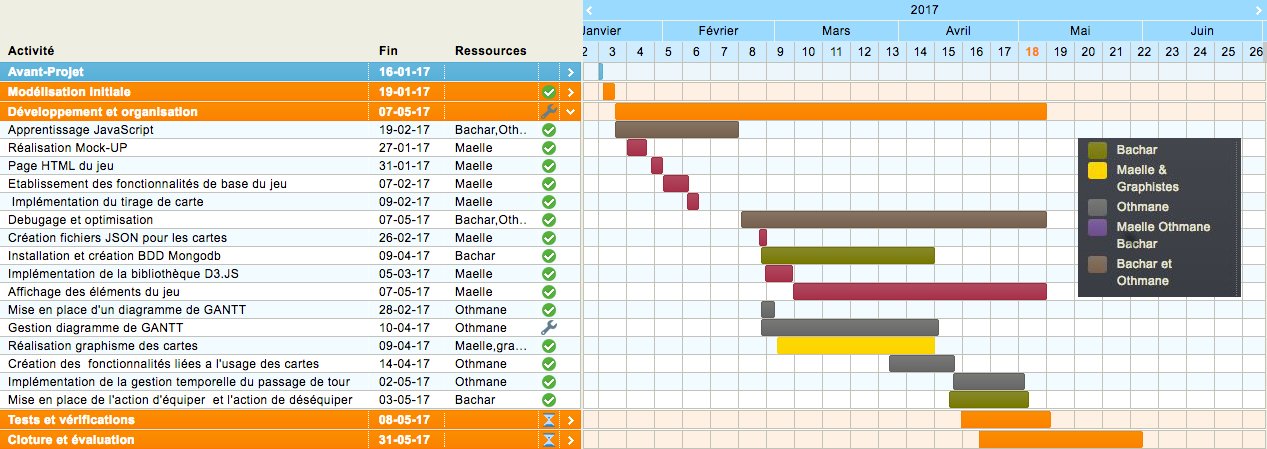 2017
Janvier Février Mars Avril Mai Juin
Activité Fin Ressources 2 3 4 5 6 7 8 9 10 11 12 13 14 15 16 17 18 19 20 21 22 23 24 25 26
Avant-Projet 16-01-17
Modélisation initiale 19-01-17
Développement et organisation 07-05-17
Apprentissage JavaScript 19-02-17 Bachar,Oth..
Réalisation Mock-UP 27-01-17 Maelle
Page HTML du jeu 31-01-17 Maelle
Etablissement des fonctionnalités de base du jeu 07-02-17 Maelle
Implémentation du tirage de carte 09-02-17 Maelle
Debugage et optimisation 07-05-17 Bachar,Oth..
Création fichiers JSON pour les cartes 26-02-17 Maelle
Installation et création BDD Mongodb 09-04-17 Bachar
Implémentation de la bibliothèque D3.JS 05-03-17 Maelle
Affichage des éléments du jeu 07-05-17 Maelle
Mise en place d'un diagramme de GANTT 28-02-17 Othmane
Gestion diagramme de GANTT 10-04-17 Othmane
Réalisation graphisme des cartes 09-04-17 Maelle,gra...
Création des fonctionnalités liées a l'usage des cartes 14-04-17 Othmane
Implémentation de la gestion temporelle du passage de tour 02-05-17 Othmane
Mise en place de l'action d'équiper et l'action de déséquiper 03-05-17 Bachar
Tests et vérifications 08-05-17
Cloture et évaluation 31-05-17
Bachar
Maelle &
Graphistes
Othmane
Maelle Othmane
Bachar
Bachar et
Othmane